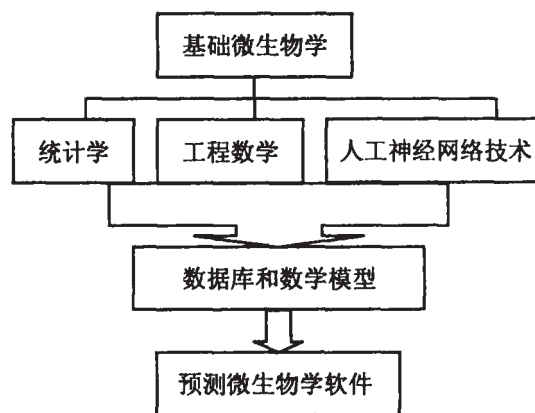 基础微生物学
统计学
工程数学
人工神经网络技术
数据库和数学模型
预测微生物学软件